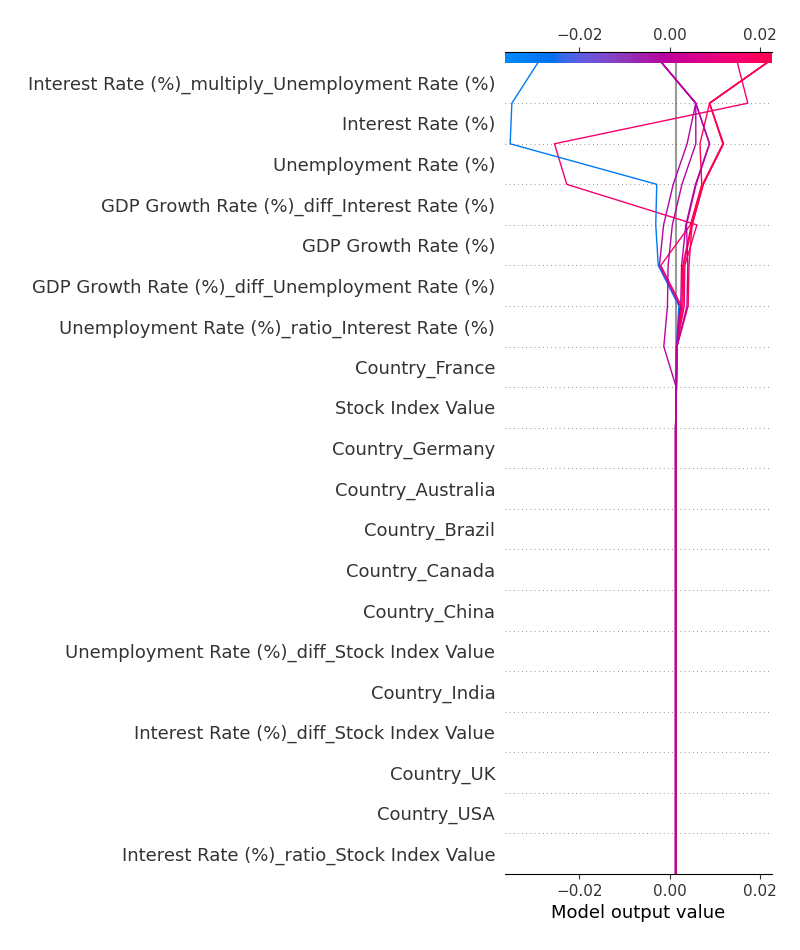 −0.02 0.00 0.02
Interest Rate (%)_multiply_Unemployment Rate (%)
Interest Rate (%)
Unemployment Rate (%)
GDP Growth Rate (%)_diff_Interest Rate (%)
GDP Growth Rate (%)
GDP Growth Rate (%)_diff_Unemployment Rate (%)
Unemployment Rate (%)_ratio_Interest Rate (%)
Country_France
Stock Index Value
Country_Germany
Country_Australia
Country_Brazil
Country_Canada
Country_China
Unemployment Rate (%)_diff_Stock Index Value
Country_India
Interest Rate (%)_diff_Stock Index Value
Country_UK
Country_USA
Interest Rate (%)_ratio_Stock Index Value
−0.02 0.00 0.02
Model output value